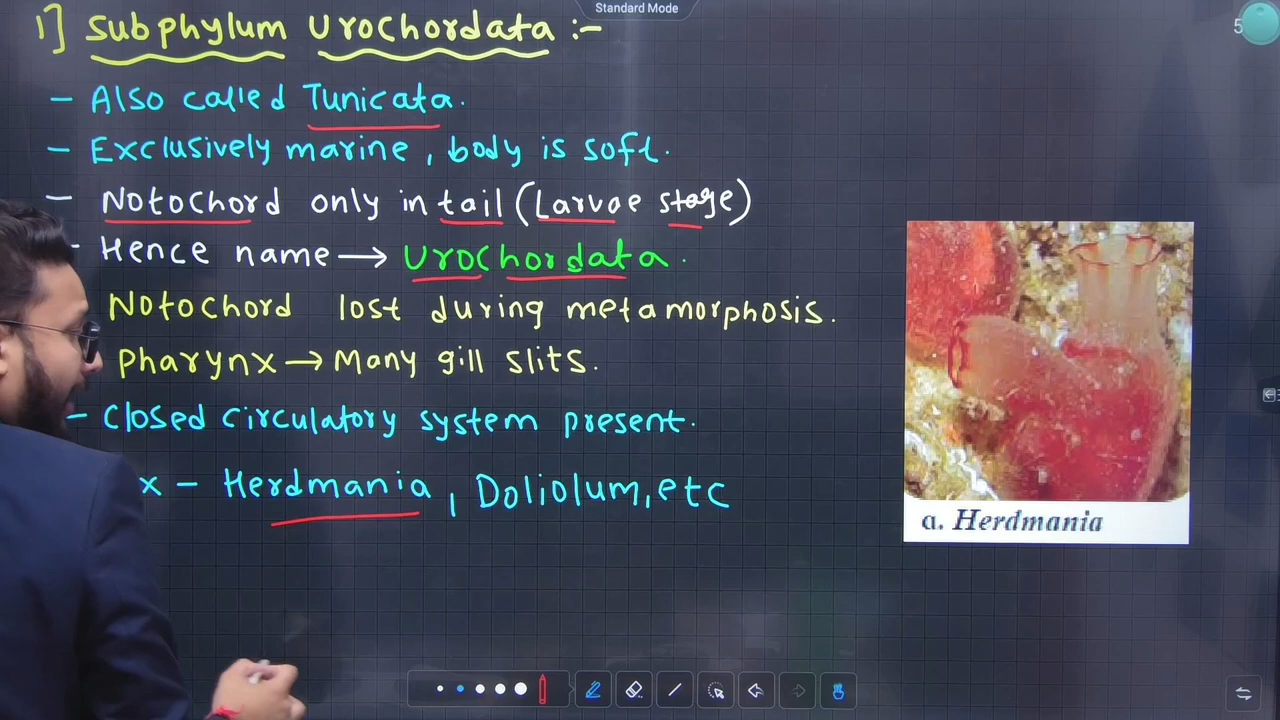 Standard Mode
5
1] Subphylum Urochordata :-
- Also called Tunicata.
- Exclusively marine, body is soft.
- Notochord only in tail (Larvae stage)
Hence name → Urochordata.
Notochord lost during metamorphosis.
Pharynx → Many gill slits.
- Closed circulatory system present.
x - Herdmania, Doliolum, etc
a. Herdmania